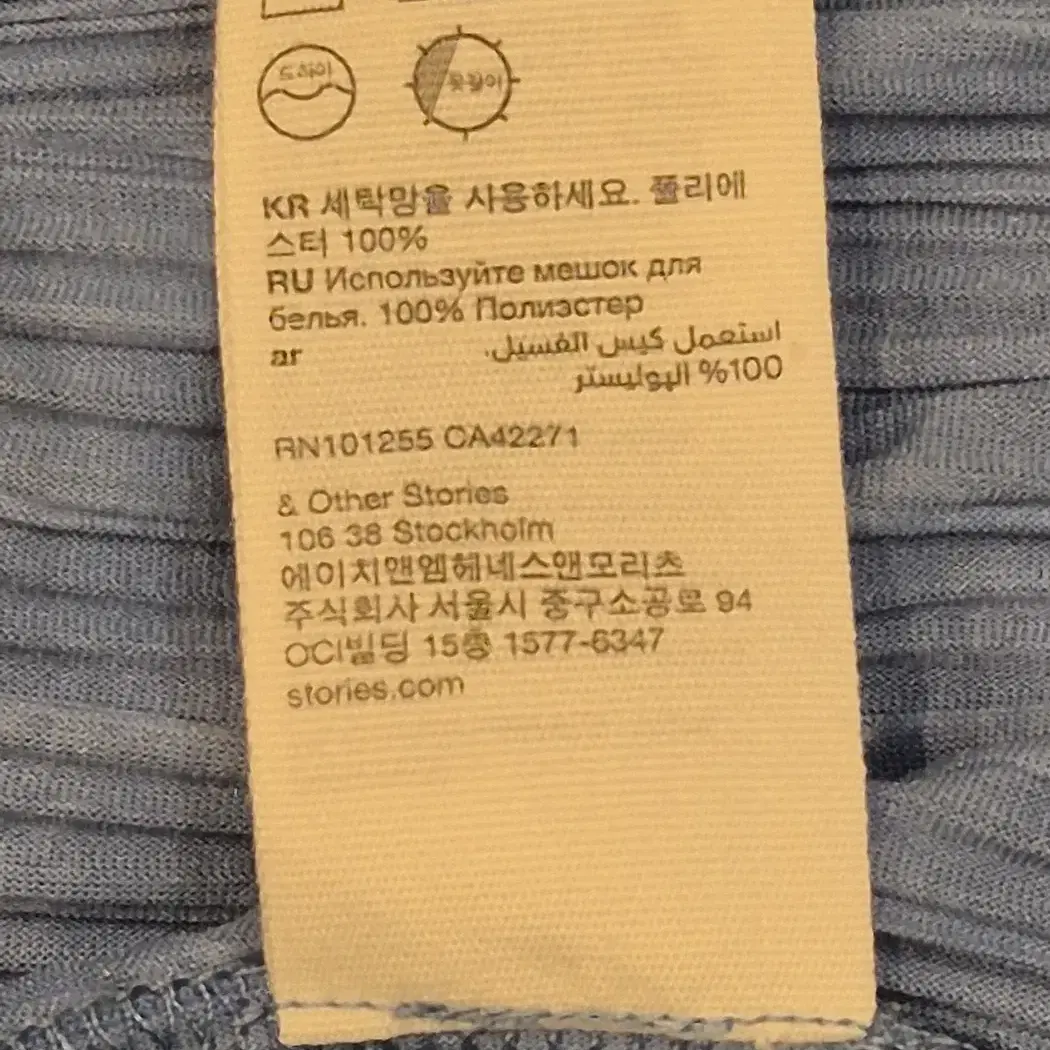 드라이
옷걸이
KR 세탁망을 사용하세요. 폴리에
스터 100%
RU Используйте мешок для
белья. 100% Полиэстер
ar استعمل كيس الغسيل.
100% البوليستر
RN101255 CA42271
& Other Stories
106 38 Stockholm
에이치앤엠헤네스앤모리츠
주식회사 서울시 중구소공로 94
OCI빌딩 15층 1577-6347
stories.com